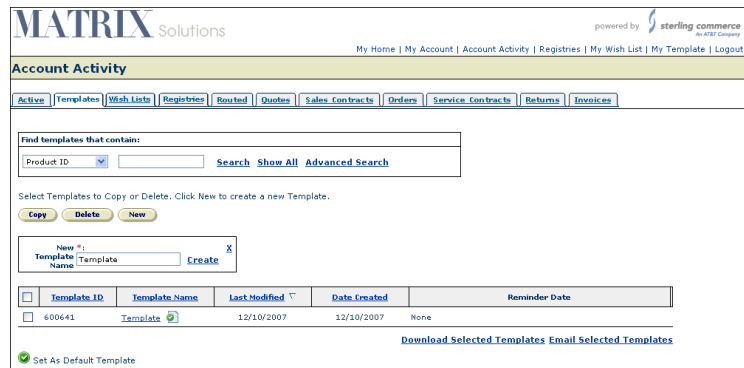 MATRIX Solutions
powered by sterling commerce
An AT&T Company
My Home | My Account | Account Activity | Registries | My Wish List | My Template | Logout
Account Activity
Active Templates Wish Lists Registries Routed Quotes Sales Contracts Orders Service Contracts Returns Invoices
Find templates that contain:
Product ID Search Show All Advanced Search
Select Templates to Copy or Delete. Click New to create a new Template.
Copy Delete New
New *: X
Template Name Template Create
Template ID Template Name Last Modified Date Created Reminder Date
600641 Template 12/10/2007 12/10/2007 None
Download Selected Templates Email Selected Templates
Set As Default Template